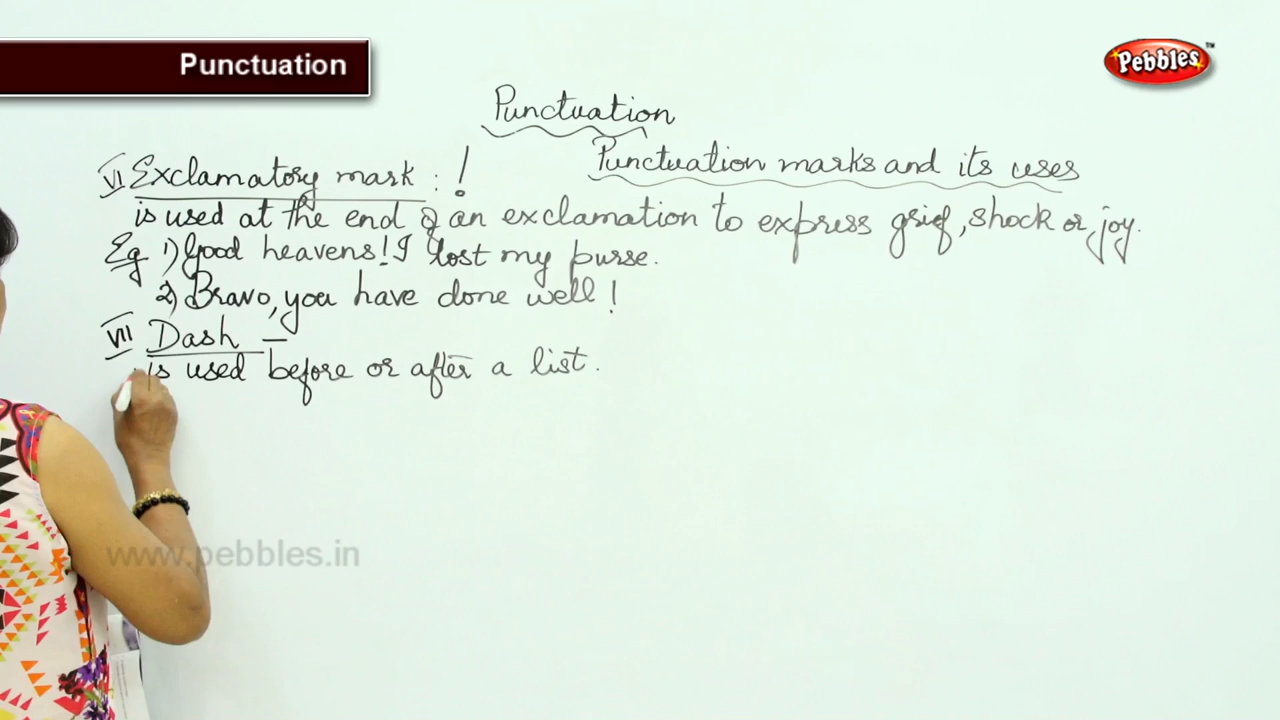 Punctuation
Pebbles™
Punctuation
Punctuation marks and its uses
VI Exclamatory mark : !
is used at the end of an exclamation to express grief, shock or joy.
Eg 1) Good heavens! I lost my purse.
2) Bravo, you have done well !
VII Dash —
is used before or after a list.
www.pebbles.in